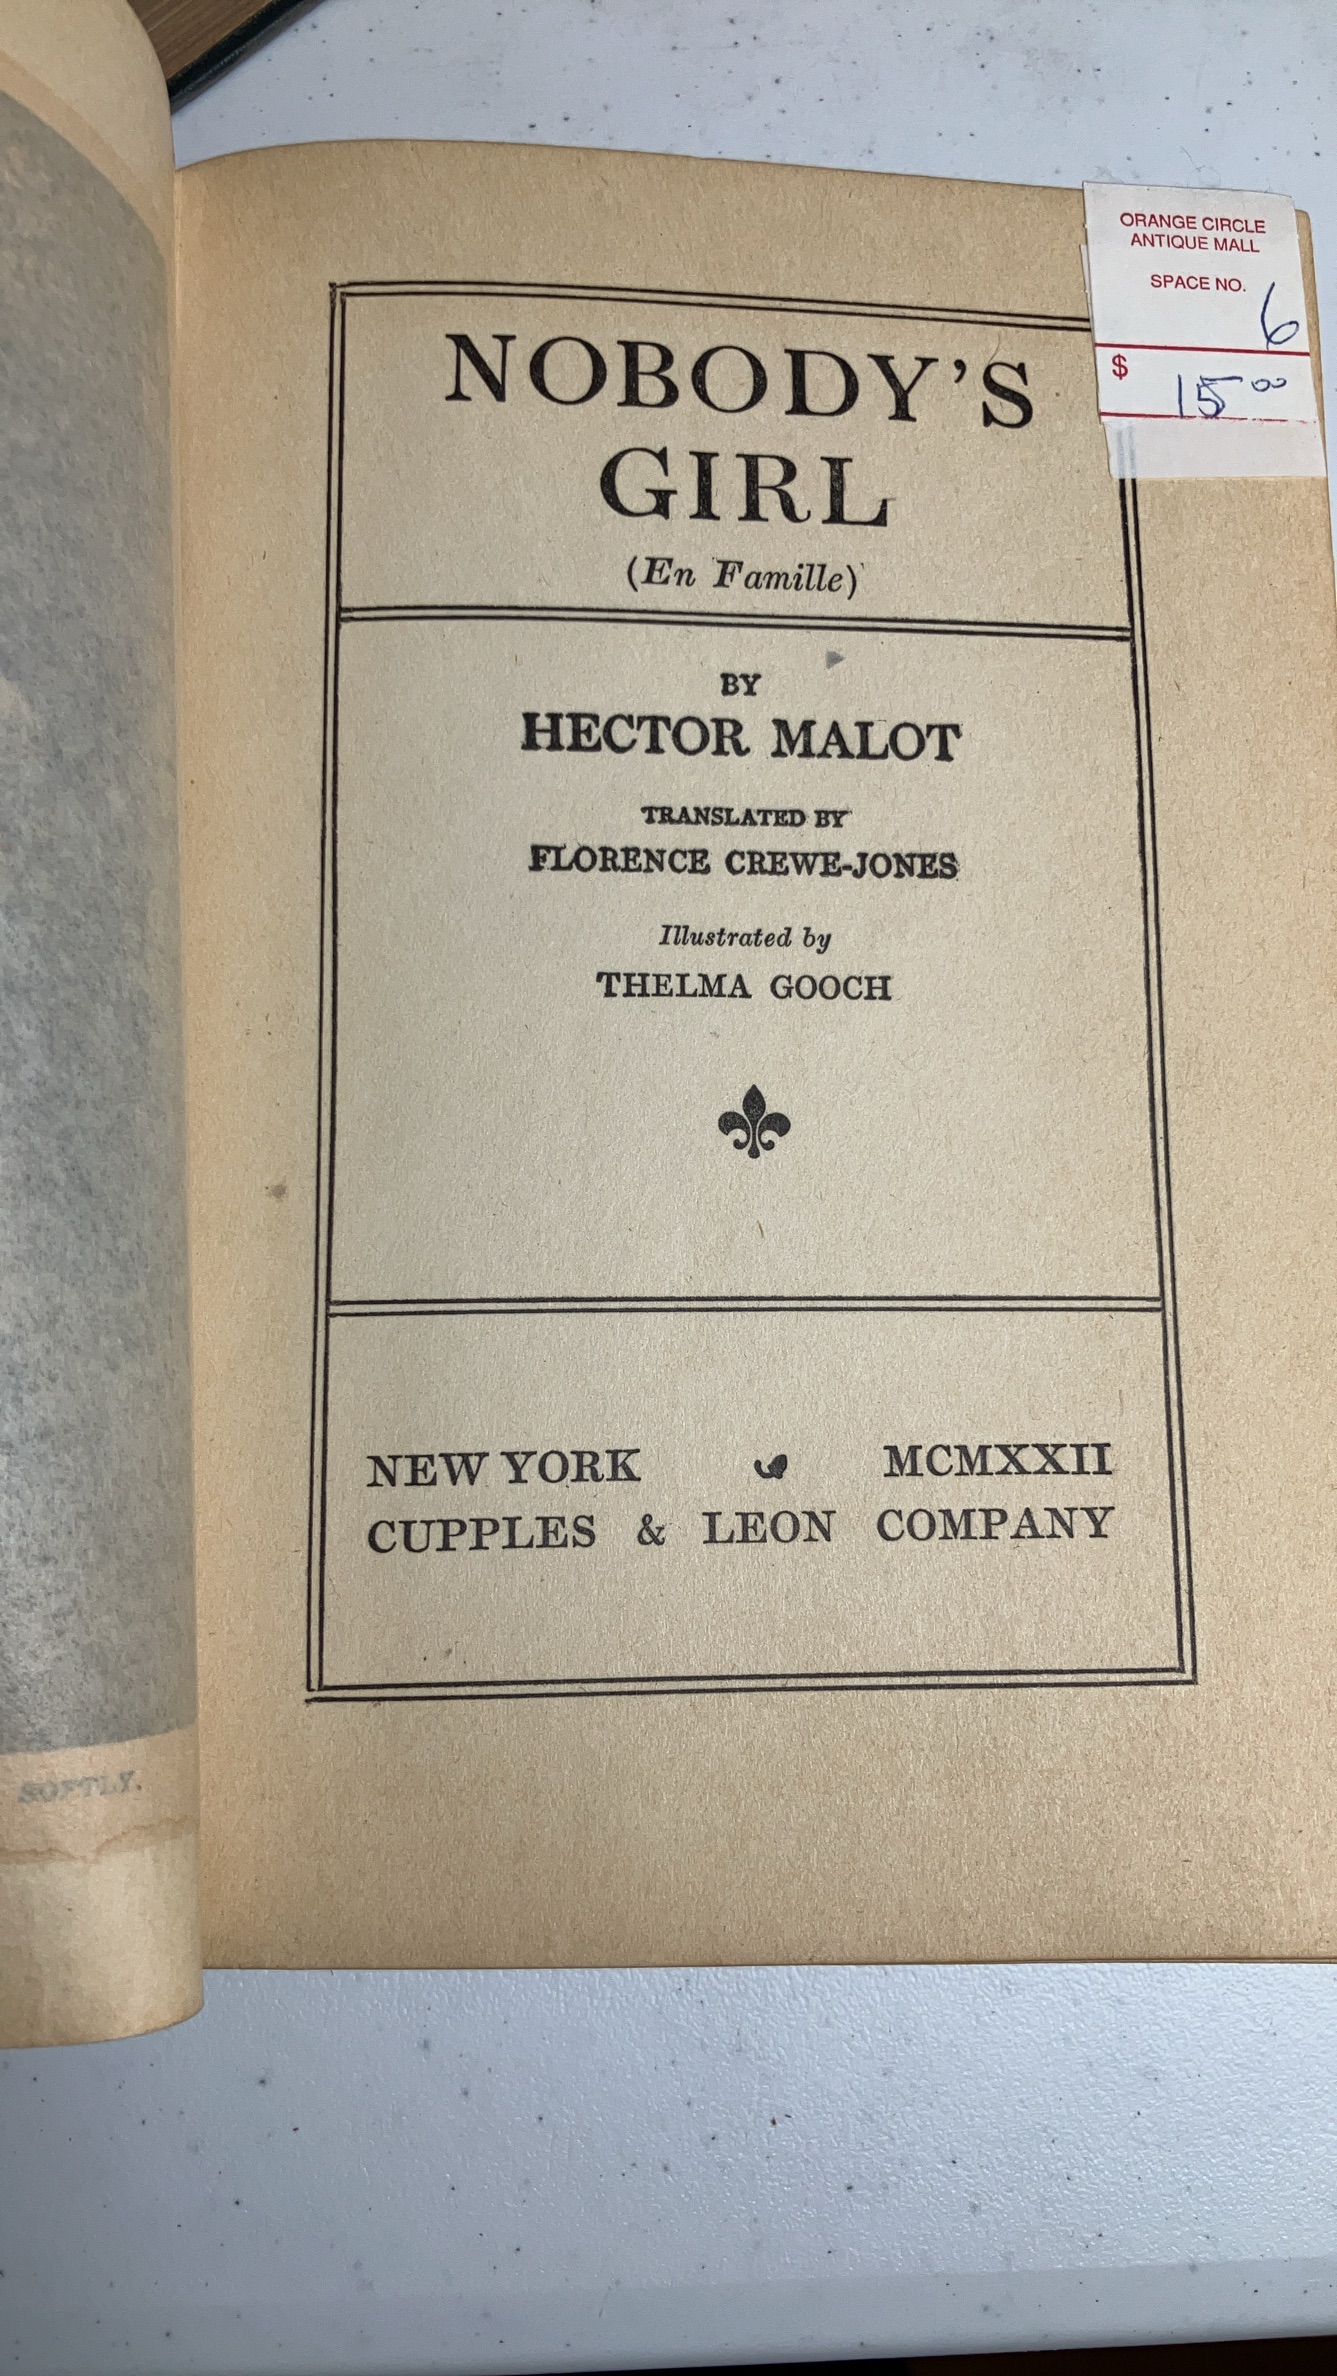 ORANGE CIRCLE
ANTIQUE MALL
SPACE NO.
6
$ 15 00
NOBODY'S
GIRL
(En Famille)
BY
HECTOR MALOT
TRANSLATED BY
FLORENCE CREWE-JONES
Illustrated by
THELMA GOOCH
NEW YORK MCMXXII
CUPPLES & LEON COMPANY
SOFTLY.